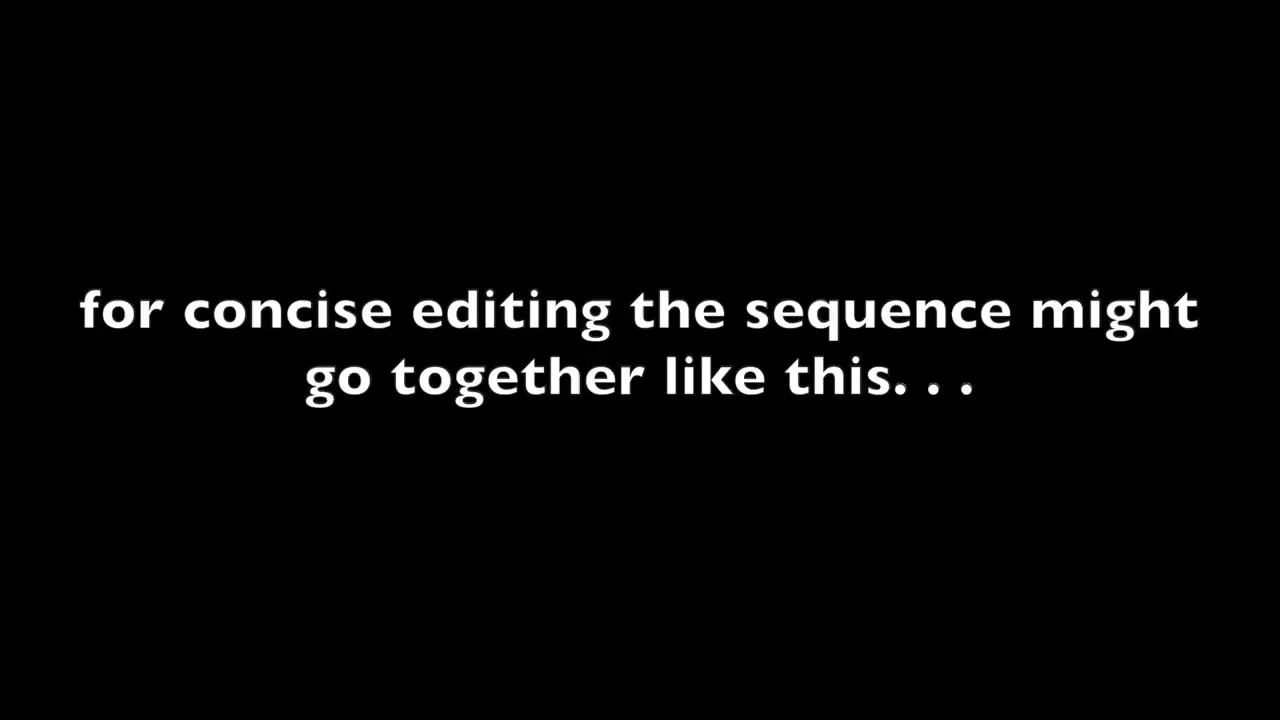 for concise editing the sequence might
go together like this. . .